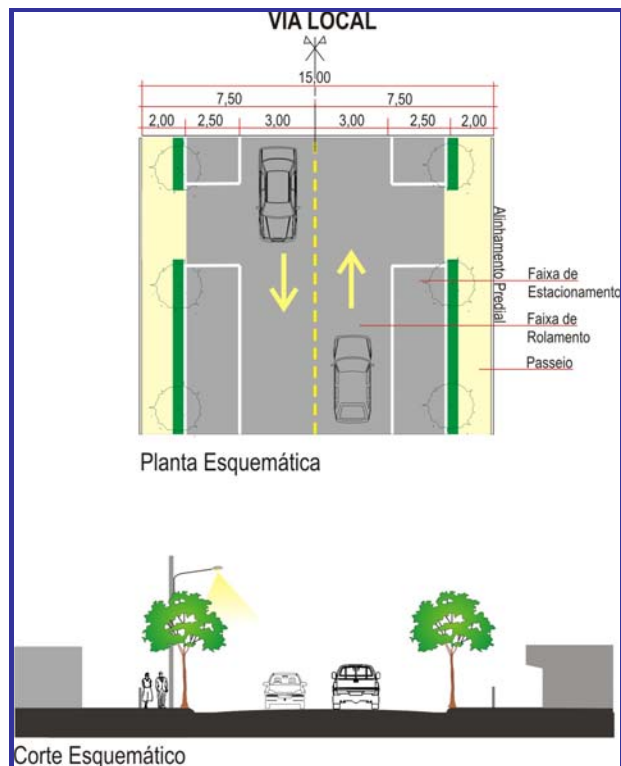 VIA LOCAL
15,00
7,50 7,50
2,00 2,50 3,00 3,00 2,50 2,00
Alinhamento Predial
Faixa de
Estacionamento
Faixa de
Rolamento
Passeio
Planta Esquemática
Corte Esquemático